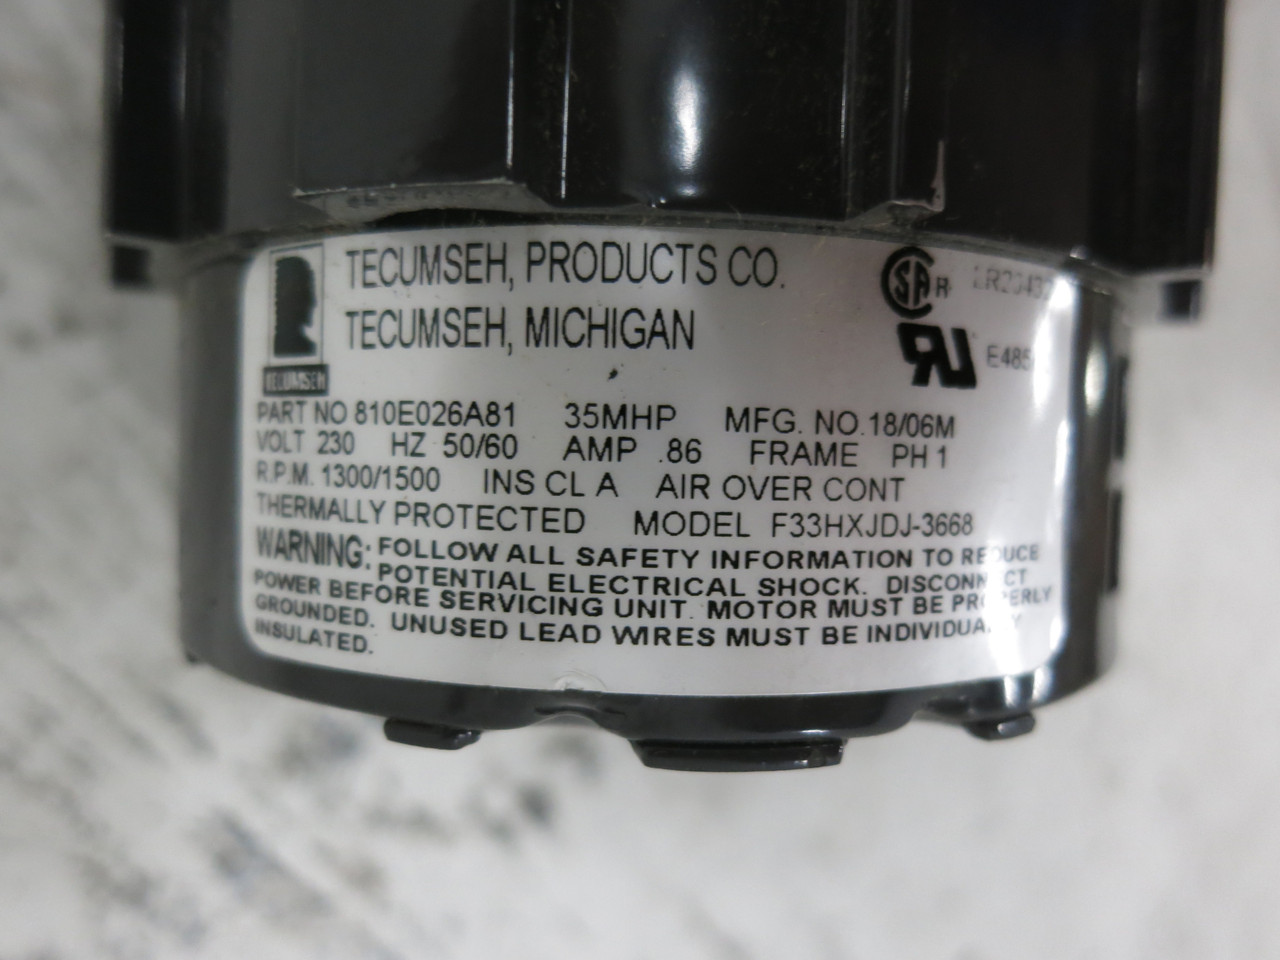 TECUMSEH, PRODUCTS CO.
TECUMSEH, MICHIGAN
TECUMSEH
PART NO 810E026A81 35MHP MFG. NO.18/06M
VOLT 230 HZ 50/60 AMP .86 FRAME PH 1
R.P.M. 1300/1500 INS CL A AIR OVER CONT
THERMALLY PROTECTED MODEL F33HXJDJ-3668
WARNING: FOLLOW ALL SAFETY INFORMATION TO REDUCE
POTENTIAL ELECTRICAL SHOCK. DISCONNECT
POWER BEFORE SERVICING UNIT. MOTOR MUST BE PROPERLY
GROUNDED. UNUSED LEAD WIRES MUST BE INDIVIDUALLY
INSULATED.